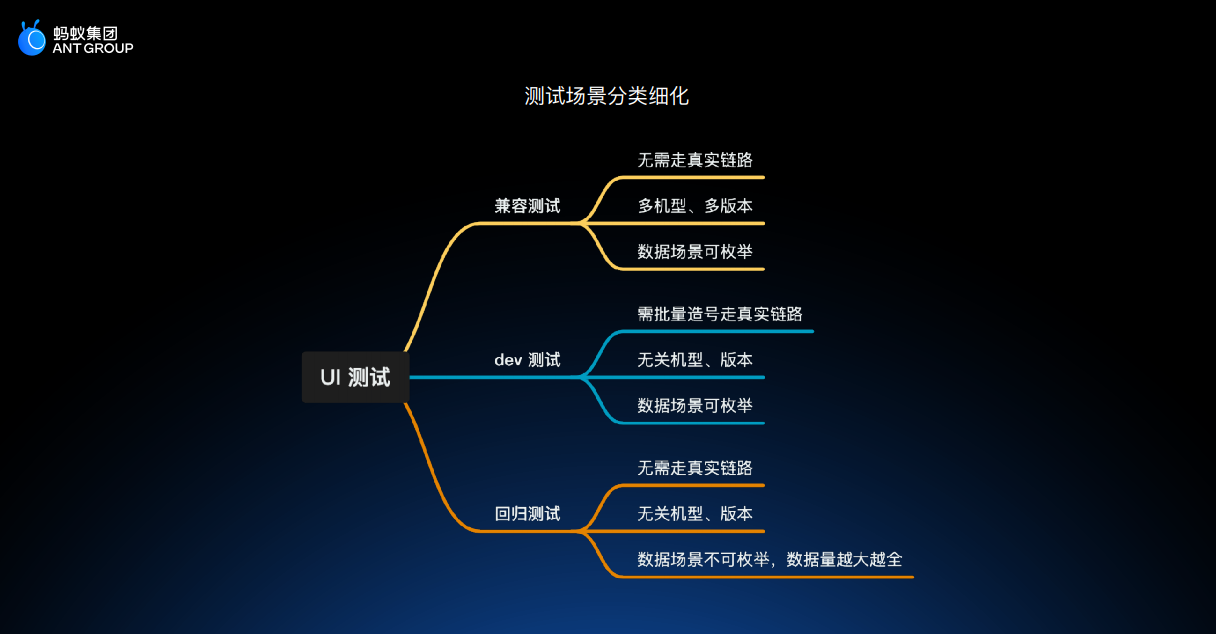 蚂蚁集团
ANT GROUP
测试场景分类细化
UI 测试
兼容测试
无需走真实链路
多机型、多版本
数据场景可枚举
dev 测试
需批量造号走真实链路
无关机型、版本
数据场景可枚举
回归测试
无需走真实链路
无关机型、版本
数据场景不可枚举，数据量越大越全